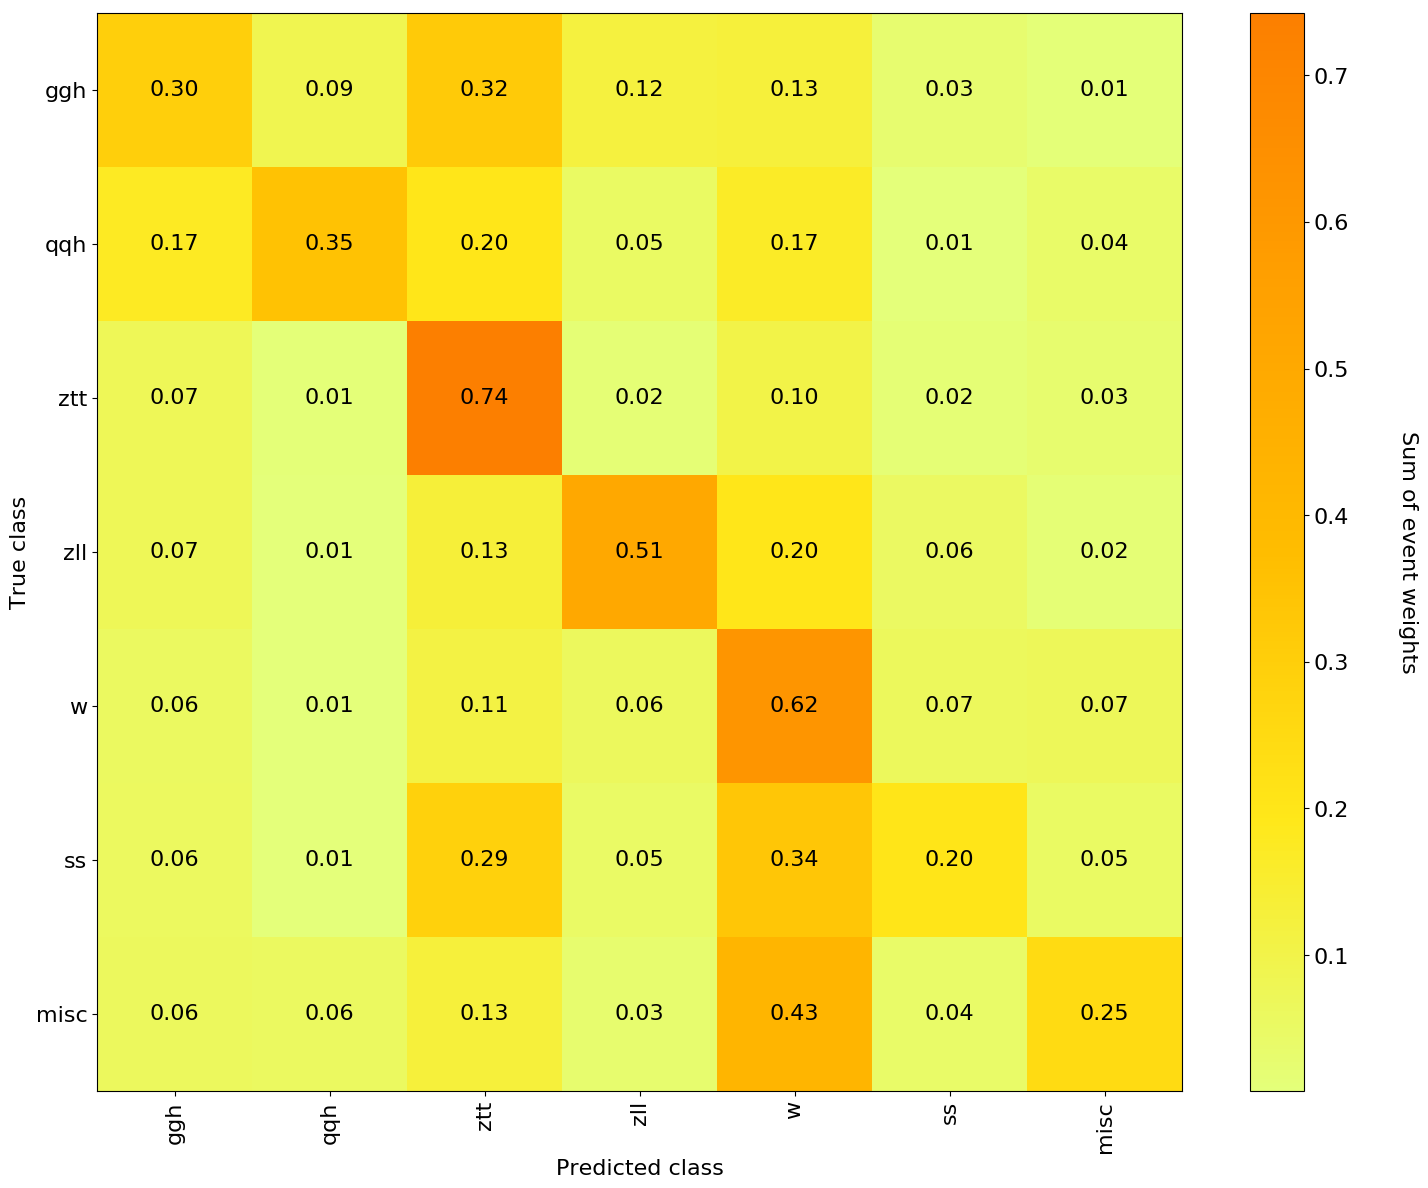 ggh 0.30 0.09 0.32 0.12 0.13 0.03 0.01
qqh 0.17 0.35 0.20 0.05 0.17 0.01 0.04
ztt 0.07 0.01 0.74 0.02 0.10 0.02 0.03
zll 0.07 0.01 0.13 0.51 0.20 0.06 0.02
w 0.06 0.01 0.11 0.06 0.62 0.07 0.07
ss 0.06 0.01 0.29 0.05 0.34 0.20 0.05
misc 0.06 0.06 0.13 0.03 0.43 0.04 0.25
ggh qqh ztt zll w ss misc
Predicted class
True class
0.7
0.6
0.5
0.4
0.3
0.2
0.1
Sum of event weights